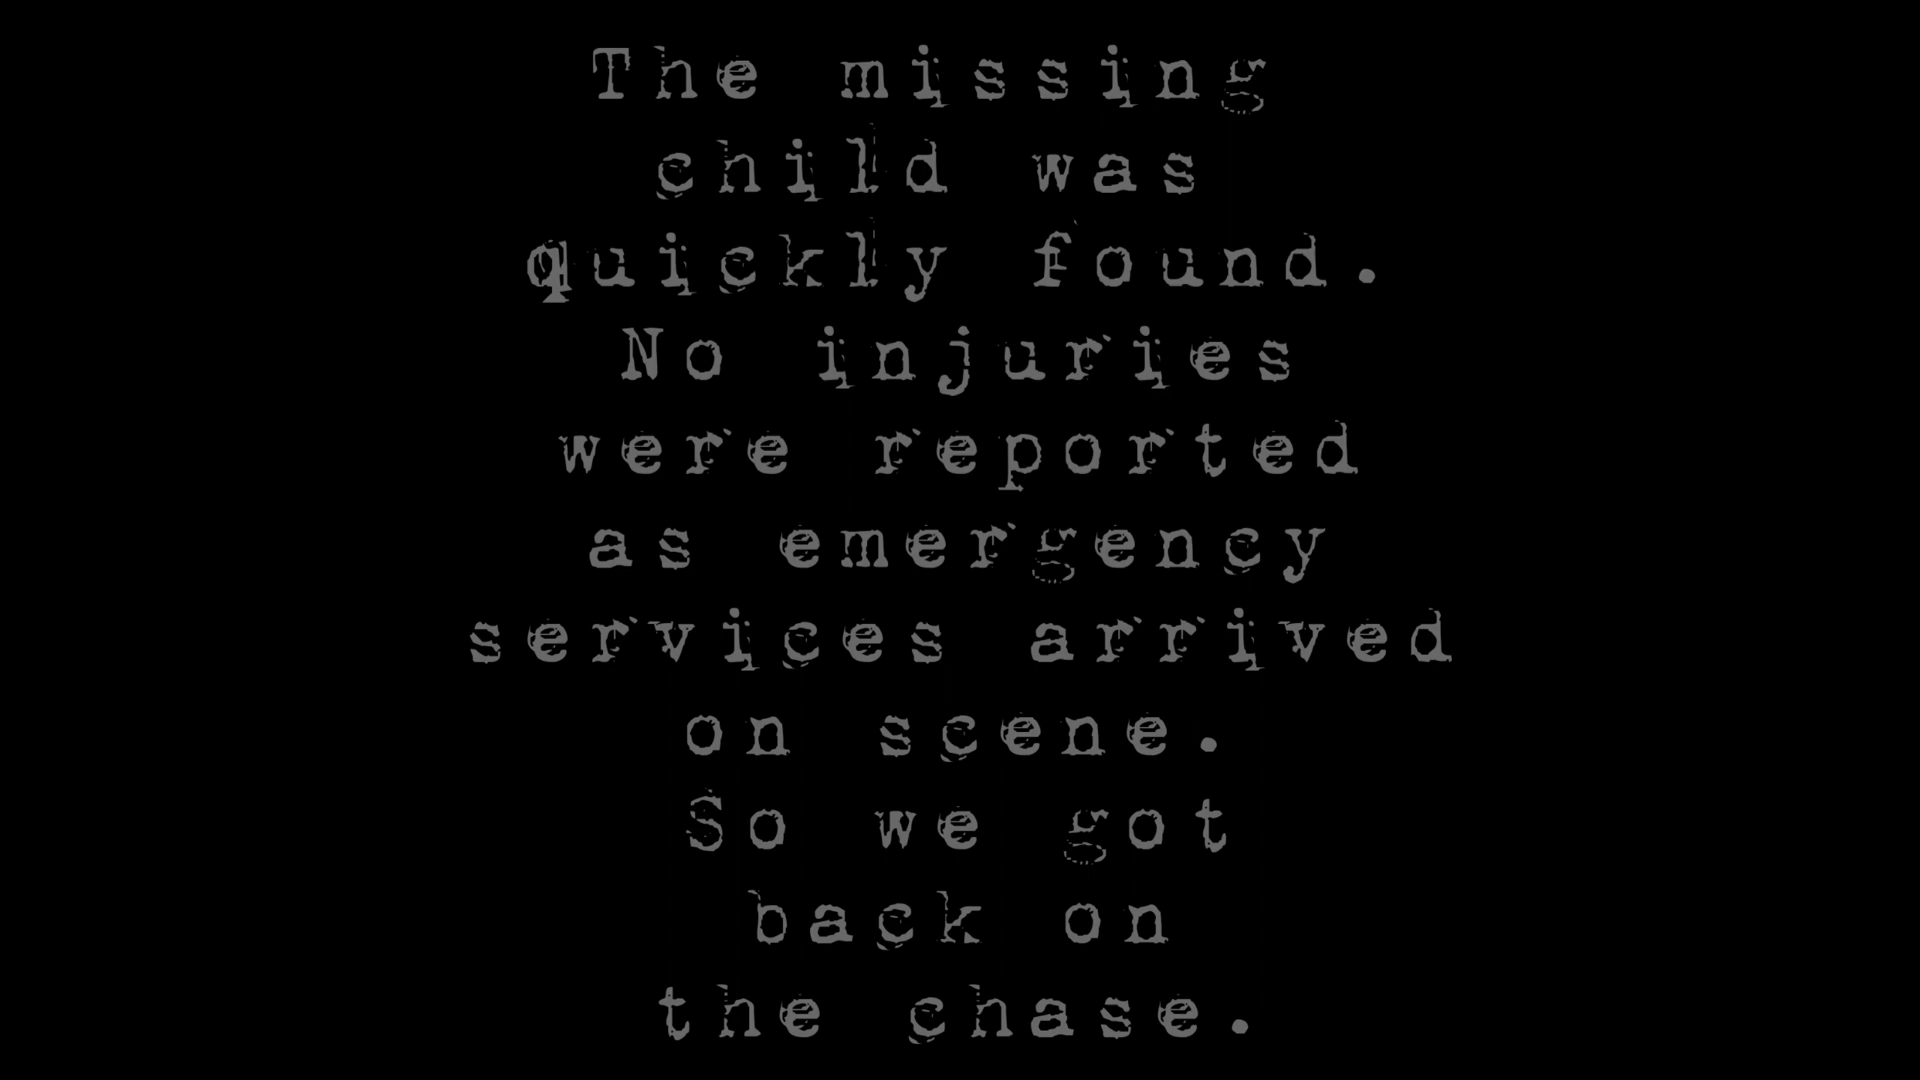 The missing
child was
quickly found.
No injuries
were reported
as emergency
services arrived
on scene.
So we got
back on
the chase.